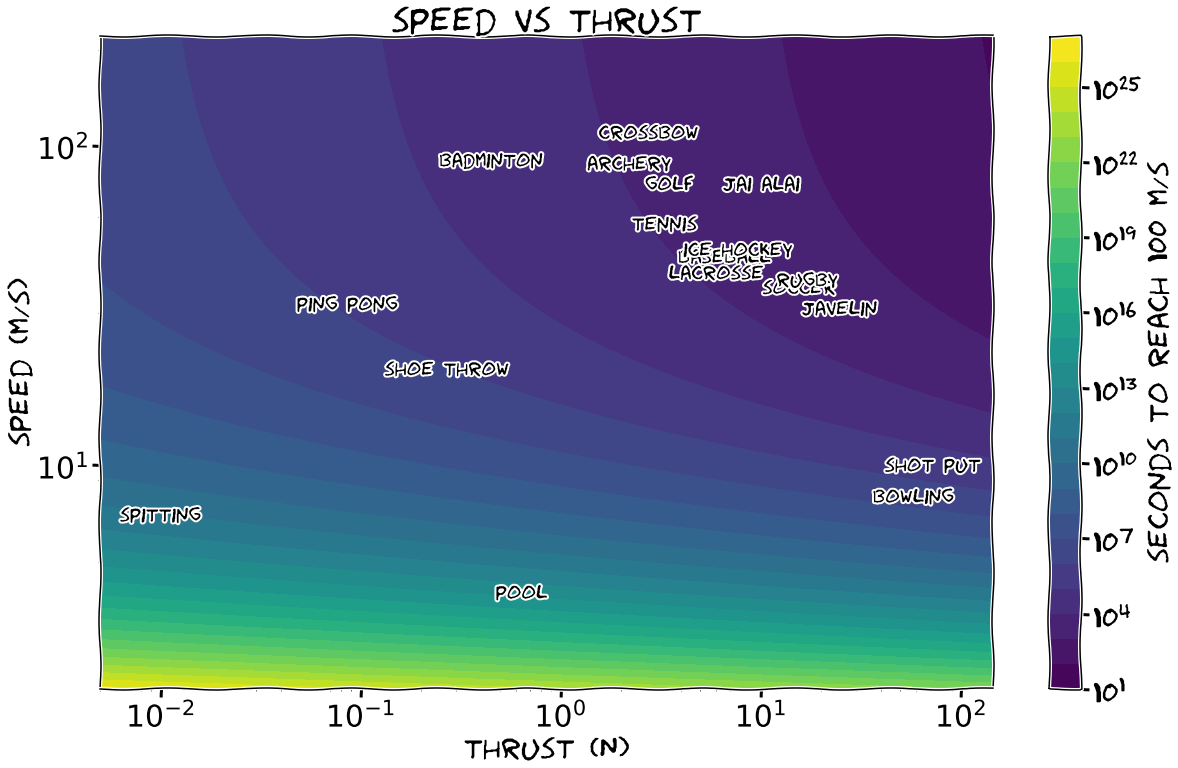 SPEED VS THRUST
CROSSBOW
BADMINTON
ARCHERY
GOLF
JAI ALAI
TENNIS
ICE HOCKEY
BASEBALL
LACROSSE
RUGBY
SOCCER
JAVELIN
PING PONG
SHOE THROW
SHOT PUT
BOWLING
SPITTING
POOL
10²
10¹
SPEED (M/S)
10⁻² 10⁻¹ 10⁰ 10¹ 10²
THRUST (N)
10²⁵
10²²
10¹⁹
10¹⁶
10¹³
10¹⁰
10⁷
10⁴
10¹
SECONDS TO REACH 100 M/S